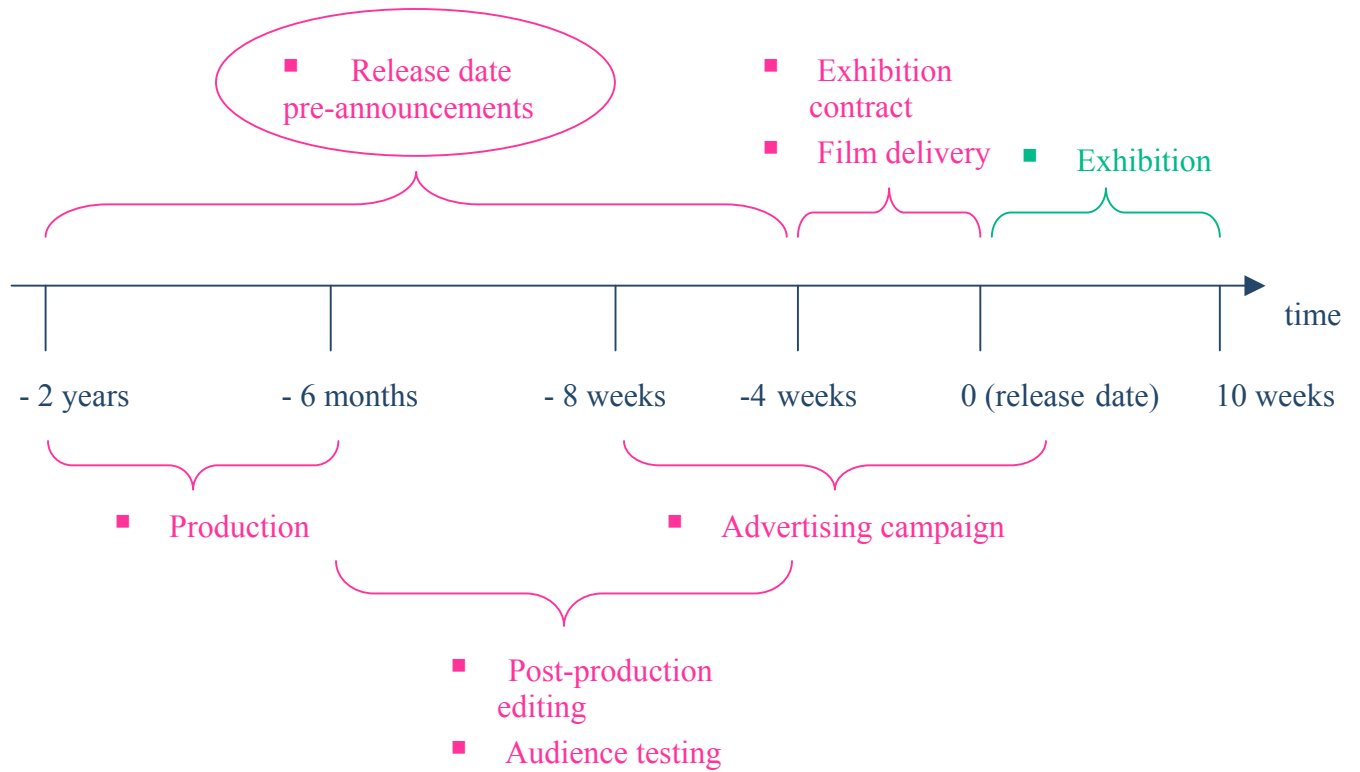 ▪ Release date
pre-announcements
▪ Exhibition
contract
▪ Film delivery
▪ Exhibition
time
- 2 years
- 6 months
- 8 weeks
-4 weeks
0 (release date)
10 weeks
▪ Production
▪ Advertising campaign
▪ Post-production
editing
▪ Audience testing